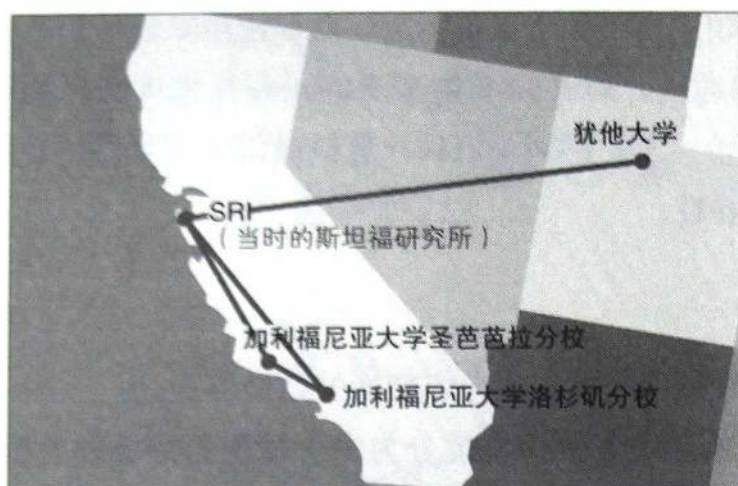 犹他大学
SRI
（当时的斯坦福研究所）
加利福尼亚大学圣芭芭拉分校
加利福尼亚大学洛杉矶分校